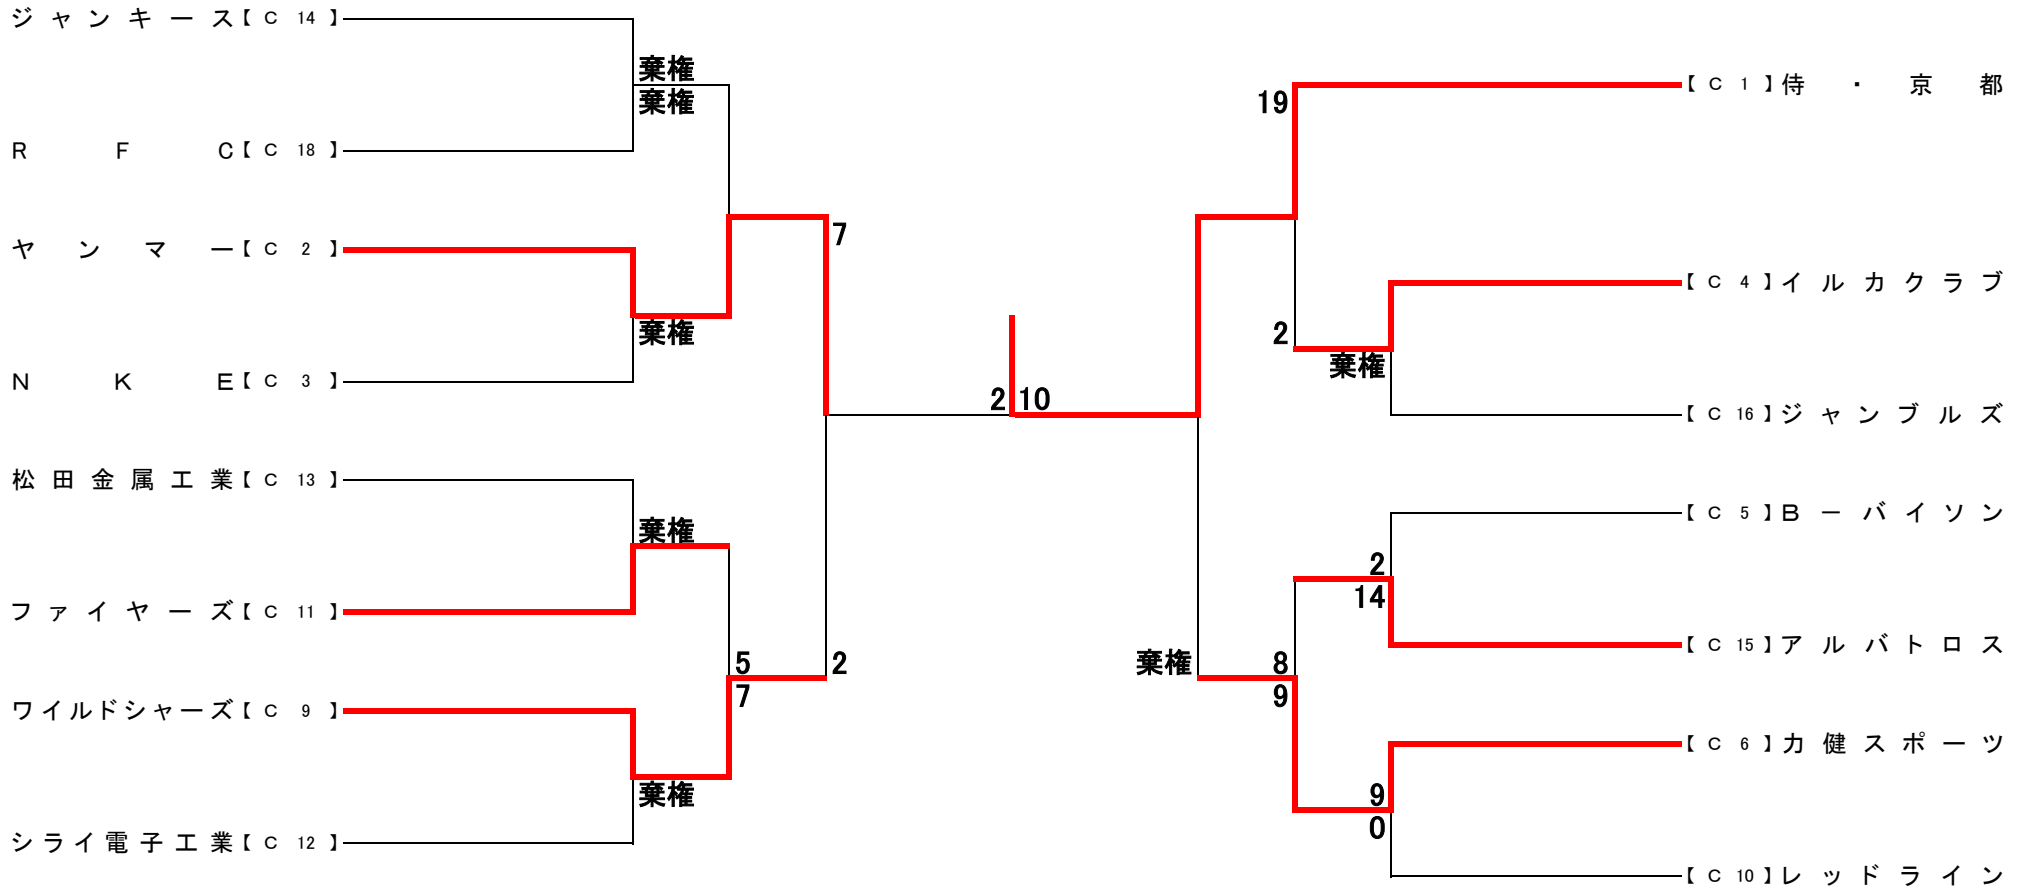 ジャンキース【 C 14 】
棄権
棄権
RFC【 C 18 】
ヤンマー【 C 2 】
棄権
NKE【 C 3 】
7
松田金属工業【 C 13 】
棄権
ファイヤーズ【 C 11 】
5
7
2
ワイルドシャーズ【 C 9 】
棄権
シライ電子工業【 C 12 】
2 10
【 C 1 】侍・京都
19
【 C 4 】イルカクラブ
2
棄権
【 C 16 】ジャンブルズ
【 C 5 】B－バイソン
2
14
【 C 15 】アルバトロス
棄権
8
9
【 C 6 】力健スポーツ
9
0
【 C 10 】レッドライン